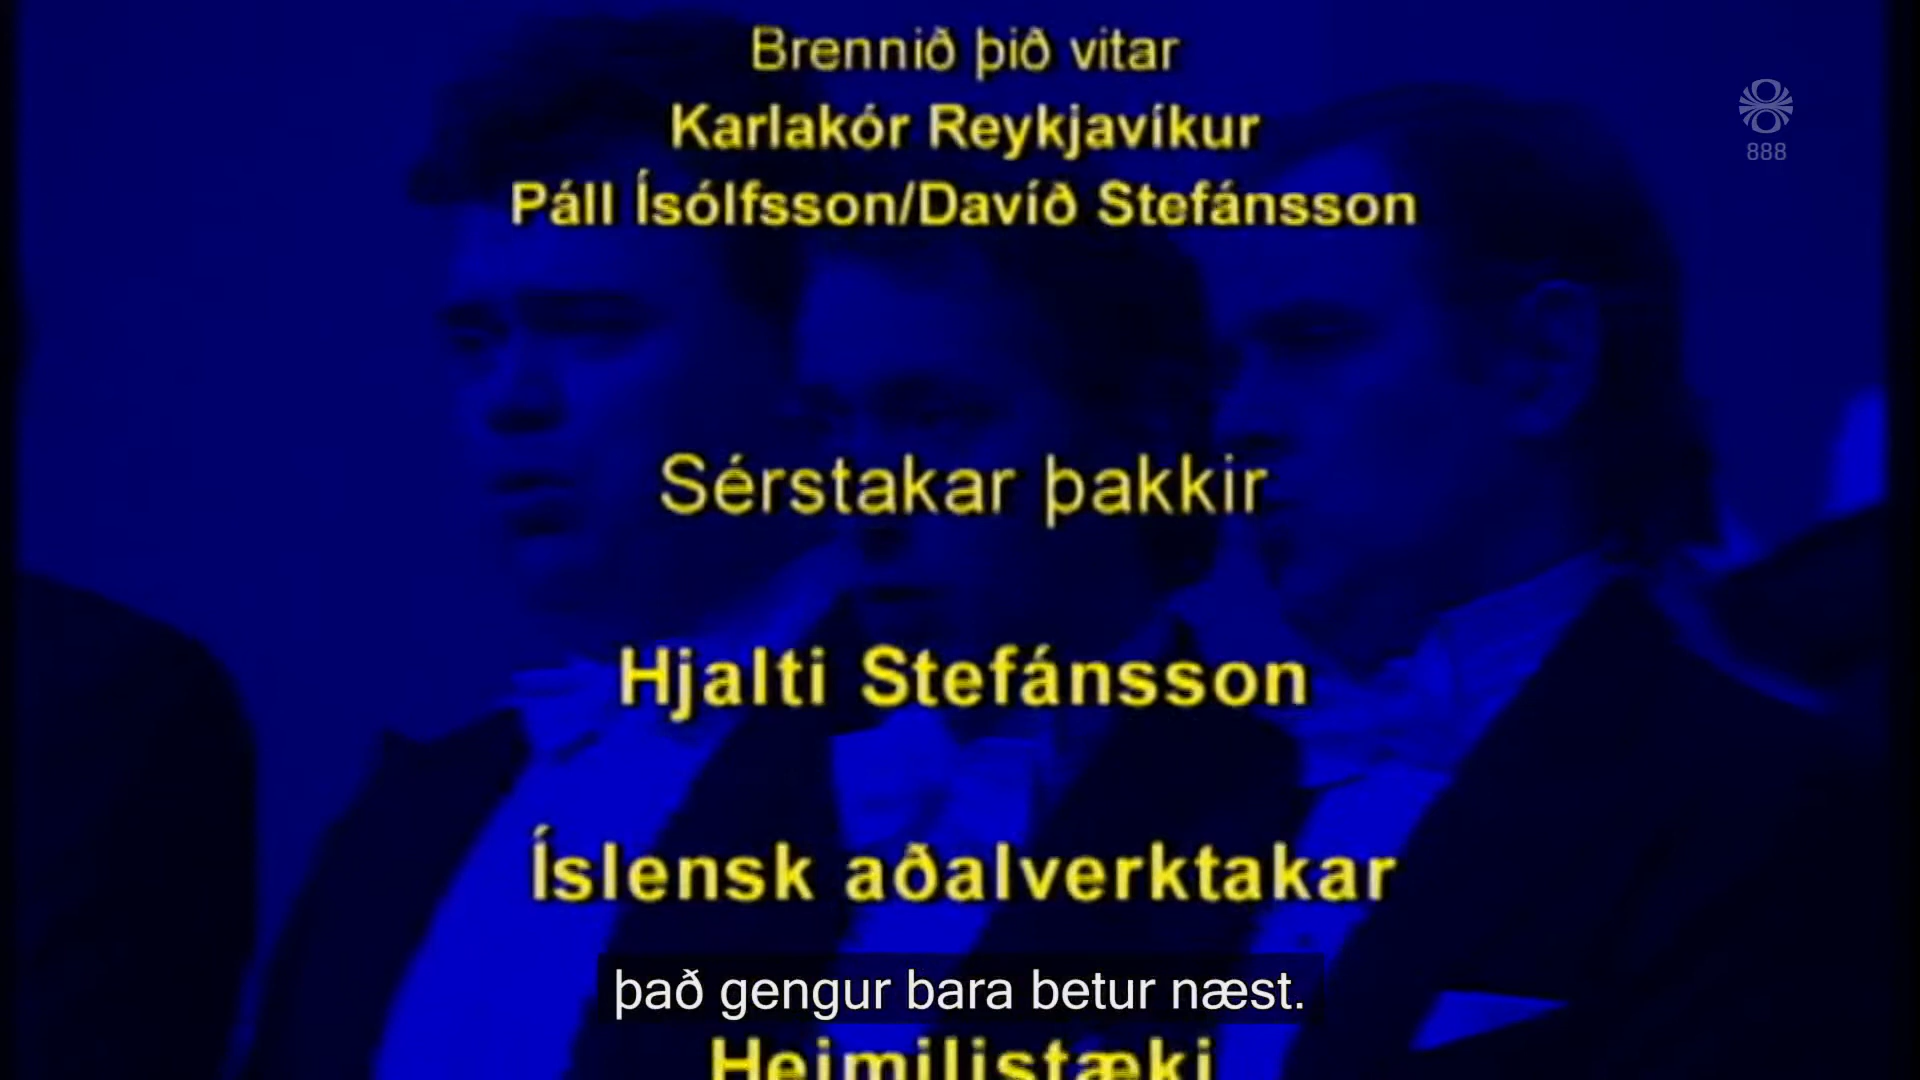 Brennið þið vitar
888
Karlakór Reykjavíkur
Páll Ísólfsson/Davíð Stefánsson
Sérstakar þakkir
Hjalti Stefánsson
Íslensk aðalverktakar
það gengur bara betur næst.
Heimilistæki